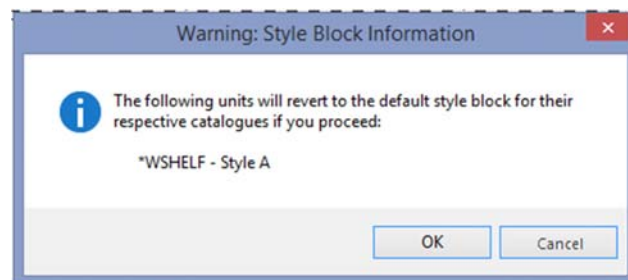 Warning: Style Block Information
The following units will revert to the default style block for their
respective catalogues if you proceed:
*WSHELF - Style A
OK
Cancel